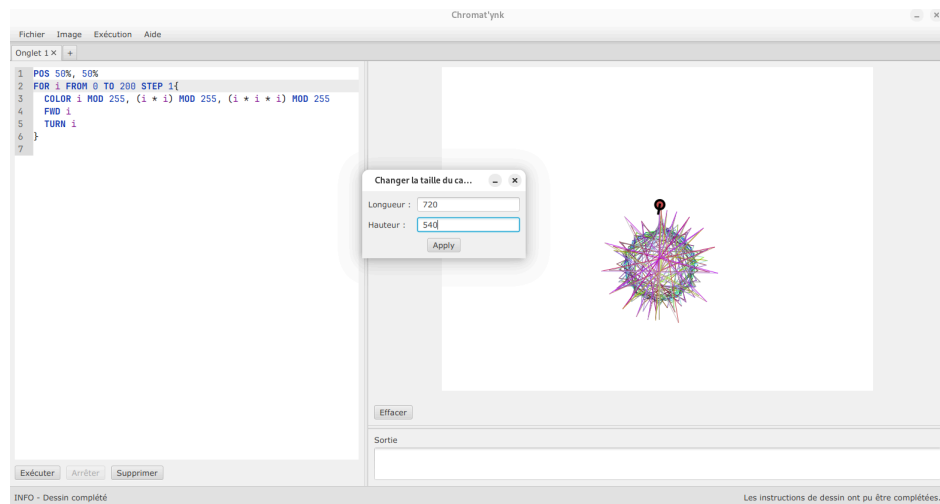 Chromat'ynk
Fichier Image Exécution Aide
Onglet 1 × +
1 POS 50%, 50%
2 FOR i FROM 0 TO 200 STEP 1{
3 COLOR i MOD 255, (i * i) MOD 255, (i * i * i) MOD 255
4 FWD i
5 TURN i
6 }
7
Changer la taille du ca...
Longueur : 720
Hauteur : 540
Apply
Effacer
Sortie
Exécuter Arrêter Supprimer
INFO - Dessin complété Les instructions de dessin ont pu être complétées.